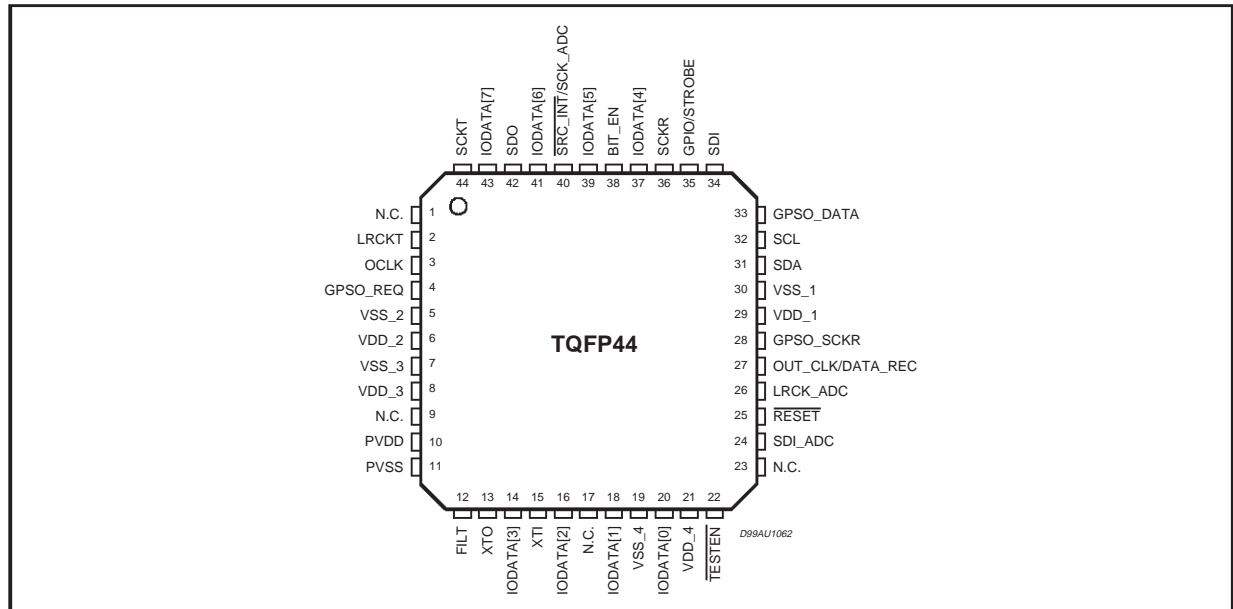 SCKT
IODATA[7]
SDO
IODATA[6]
SRC_INT/SCK_ADC
IODATA[5]
BIT_EN
IODATA[4]
SCKR
GPIO/STROBE
SDI
44 43 42 41 40 39 38 37 36 35 34
N.C. 1
LRCKT 2
OCLK 3
GPSO_REQ 4
VSS_2 5
VDD_2 6
VSS_3 7
VDD_3 8
N.C. 9
PVDD 10
PVSS 11
TQFP44
33 GPSO_DATA
32 SCL
31 SDA
30 VSS_1
29 VDD_1
28 GPSO_SCKR
27 OUT_CLK/DATA_REC
26 LRCK_ADC
25 RESET
24 SDI_ADC
23 N.C.
12 13 14 15 16 17 18 19 20 21 22
FILT
XTO
IODATA[3]
XTI
IODATA[2]
N.C.
IODATA[1]
VSS_4
IODATA[0]
VDD_4
TESTEN
D99AU1062